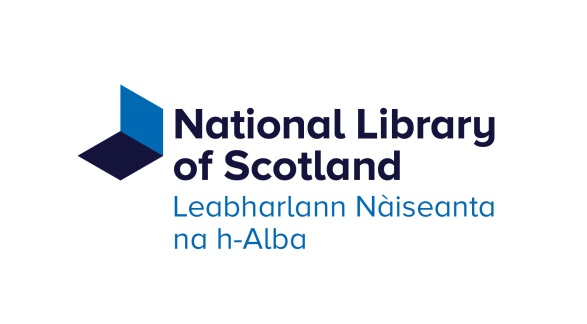 National Library
of Scotland
Leabharlann Nàiseanta
na h-Alba